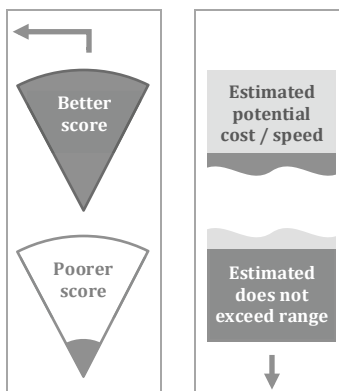 Better
score
Poorer
score
Estimated
potential
cost / speed
Estimated
does not
exceed range